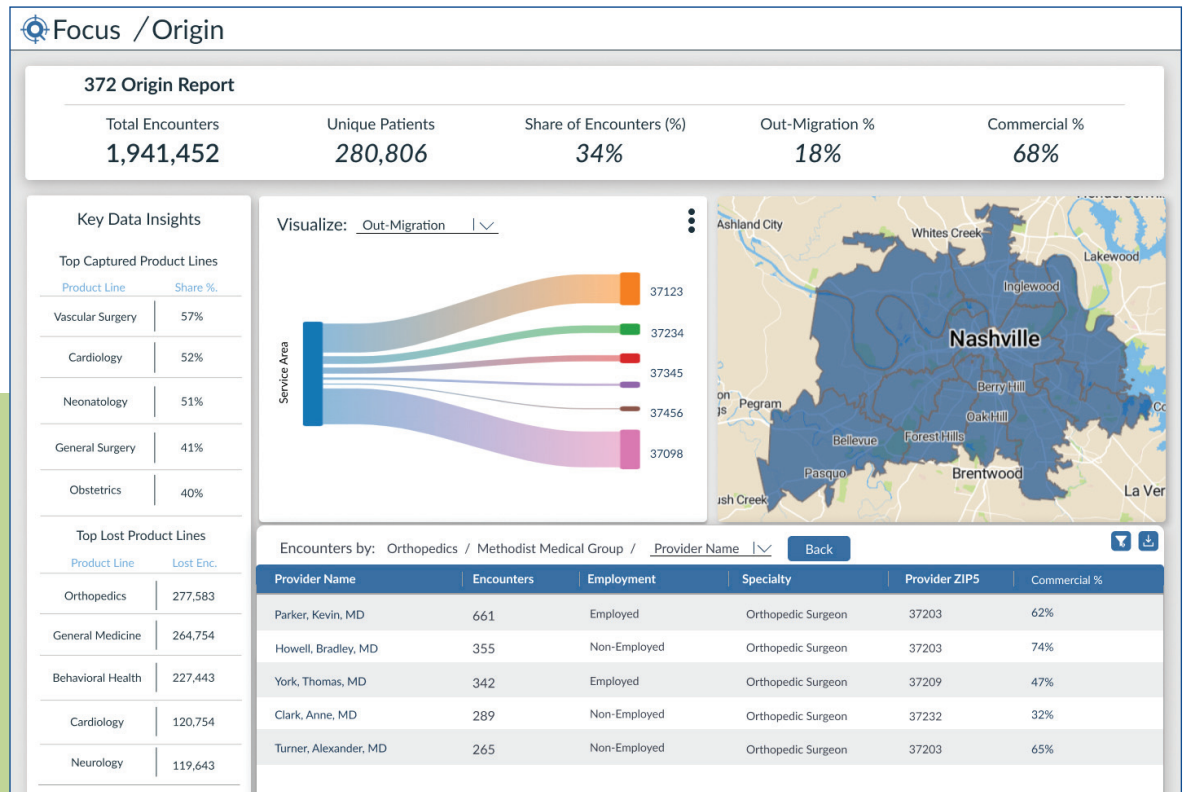 Focus / Origin
372 Origin Report
Total Encounters
1,941,452
Unique Patients
280,806
Share of Encounters (%)
34%
Out-Migration %
18%
Commercial %
68%
Key Data Insights
Top Captured Product Lines
Product Line Share %.
Vascular Surgery 57%
Cardiology 52%
Neonatology 51%
General Surgery 41%
Obstetrics 40%
Top Lost Product Lines
Product Line Lost Enc.
Orthopedics 277,583
General Medicine 264,754
Behavioral Health 227,443
Cardiology 120,754
Neurology 119,643
Visualize: Out-Migration
Service Area
37123
37234
37345
37456
37098
Ashland City
Whites Creek
Lakewood
Inglewood
Nashville
Berry Hill
Pegram
Oak Hill
Bellevue
Forest Hills
Pasquo
Brentwood
La Ver
ush Creek
Encounters by: Orthopedics / Methodist Medical Group / Provider Name Back
Provider Name Encounters Employment Specialty Provider ZIP5 Commercial %
Parker, Kevin, MD 661 Employed Orthopedic Surgeon 37203 62%
Howell, Bradley, MD 355 Non-Employed Orthopedic Surgeon 37203 74%
York, Thomas, MD 342 Employed Orthopedic Surgeon 37209 47%
Clark, Anne, MD 289 Non-Employed Orthopedic Surgeon 37232 32%
Turner, Alexander, MD 265 Non-Employed Orthopedic Surgeon 37203 65%